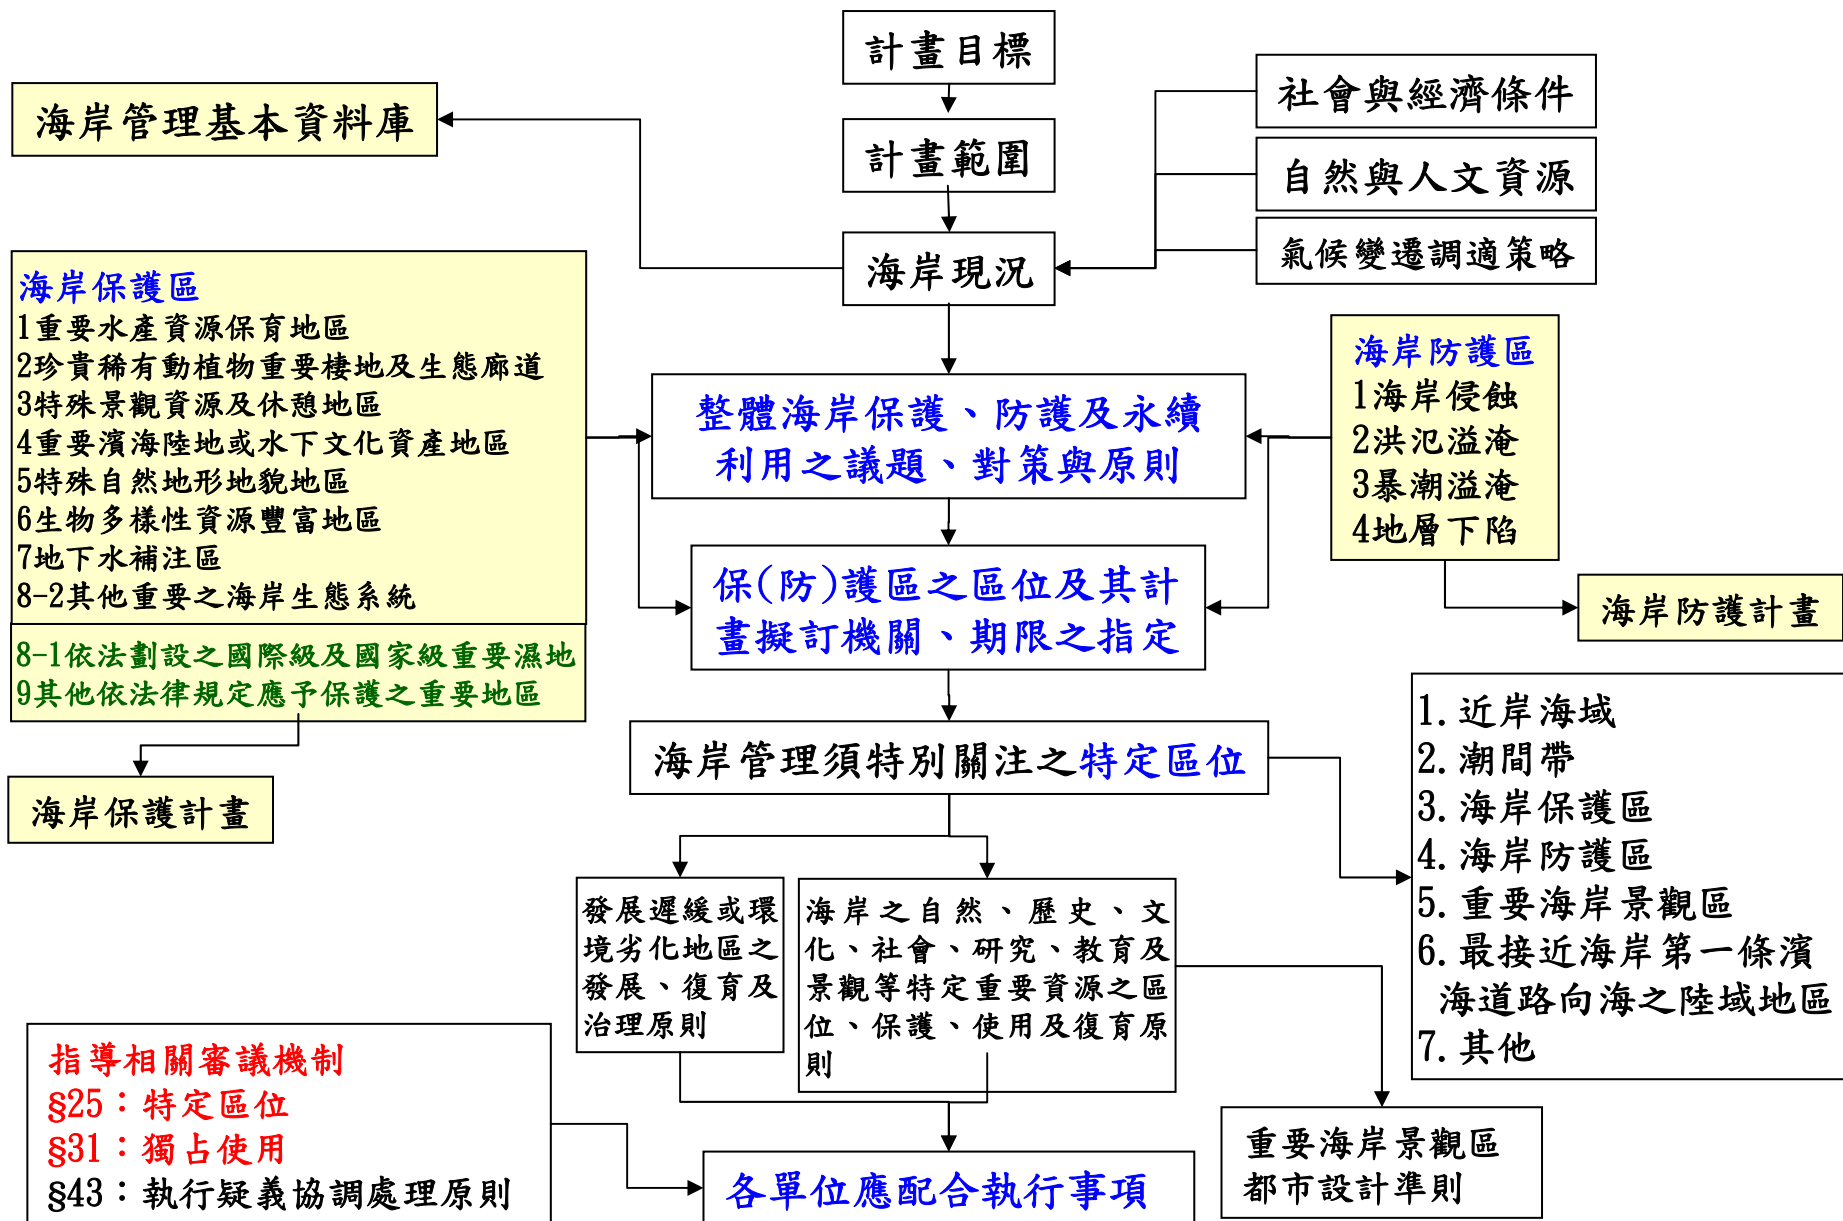 計畫目標
計畫範圍
海岸現況
海岸管理基本資料庫
社會與經濟條件
自然與人文資源
氣候變遷調適策略
海岸保護區
1重要水產資源保育地區
2珍貴稀有動植物重要棲地及生態廊道
3特殊景觀資源及休憩地區
4重要濱海陸地或水下文化資產地區
5特殊自然地形地貌地區
6生物多樣性資源豐富地區
7地下水補注區
8-2其他重要之海岸生態系統
8-1依法劃設之國際級及國家級重要濕地
9其他依法律規定應予保護之重要地區
海岸保護計畫
整體海岸保護、防護及永續
利用之議題、對策與原則
海岸防護區
1海岸侵蝕
2洪氾溢淹
3暴潮溢淹
4地層下陷
海岸防護計畫
保(防)護區之區位及其計
畫擬訂機關、期限之指定
海岸管理須特別關注之特定區位
1.近岸海域
2.潮間帶
3.海岸保護區
4.海岸防護區
5.重要海岸景觀區
6.最接近海岸第一條濱
海道路向海之陸域地區
7.其他
發展遲緩或環
境劣化地區之
發展、復育及
治理原則
海岸之自然、歷史、文
化、社會、研究、教育及
景觀等特定重要資源之區
位、保護、使用及復育原
則
重要海岸景觀區
都市設計準則
指導相關審議機制
§25：特定區位
§31：獨占使用
§43：執行疑義協調處理原則
各單位應配合執行事項